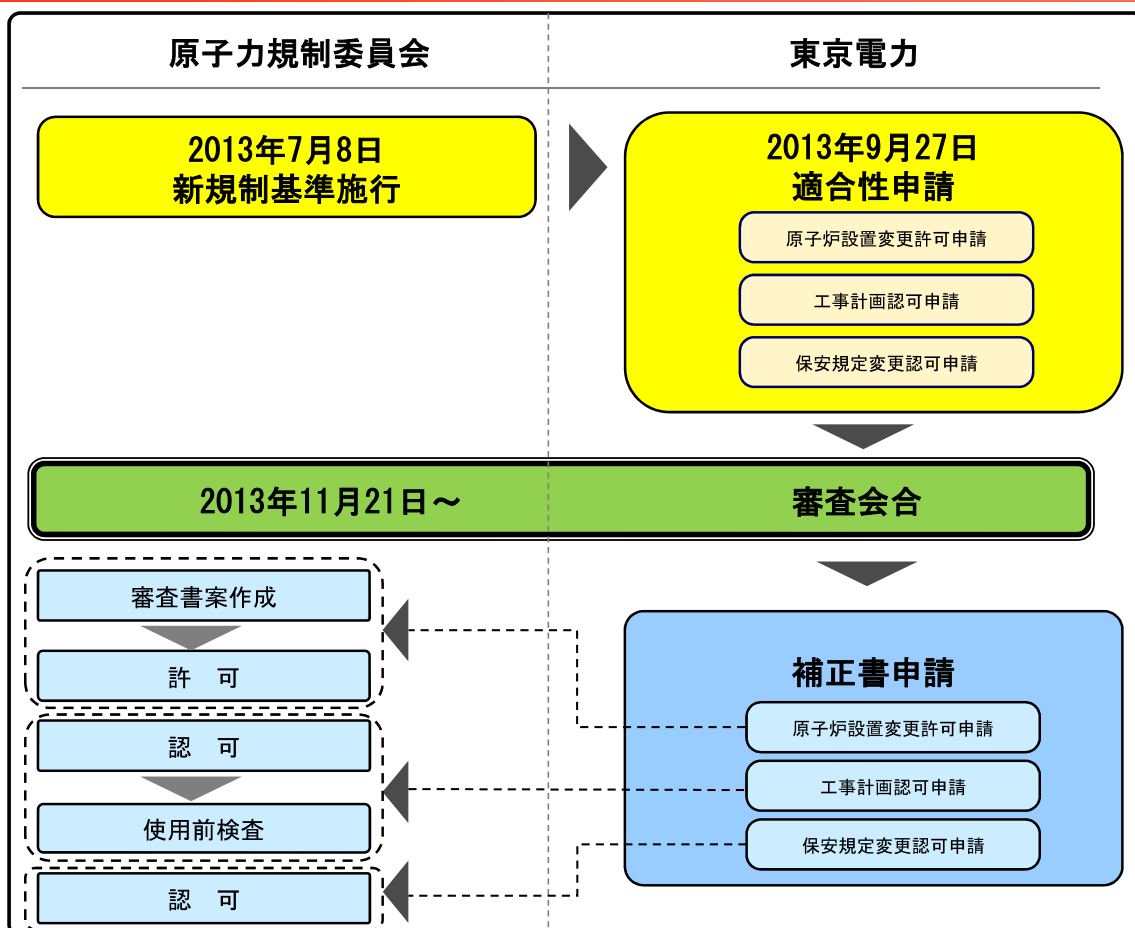 原子力規制委員会
東京電力
2013年7月8日
新規制基準施行
2013年9月27日
適合性申請
原子炉設置変更許可申請
工事計画認可申請
保安規定変更認可申請
2013年11月21日～
審査会合
審査書案作成
許　可
認　可
使用前検査
認　可
補正書申請
原子炉設置変更許可申請
工事計画認可申請
保安規定変更認可申請